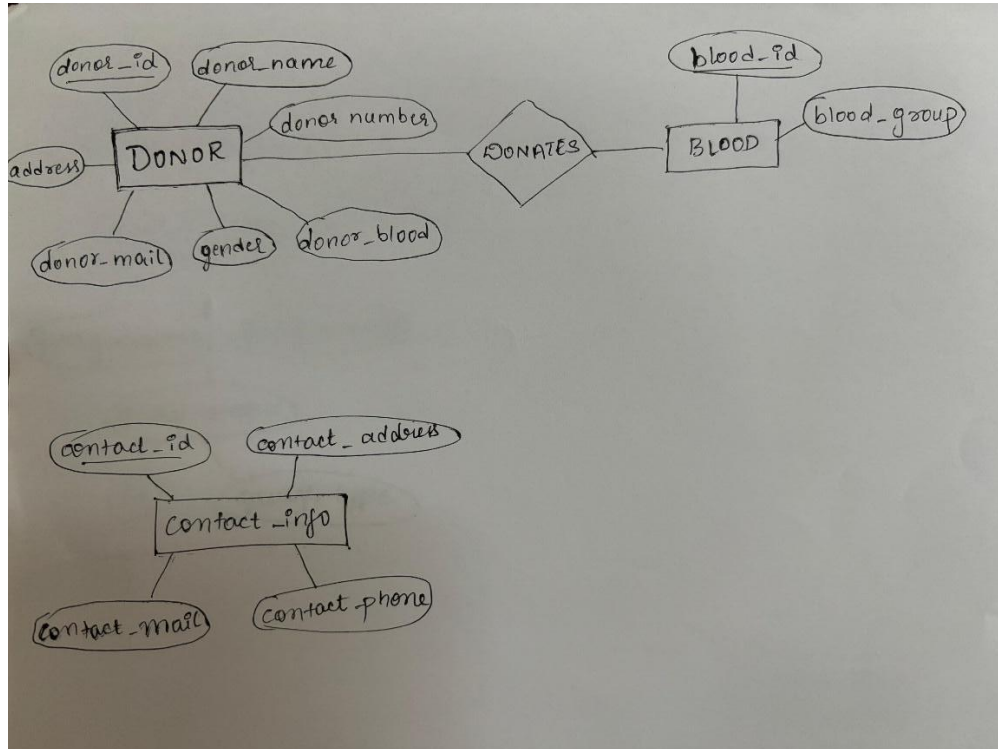 donor_id
donor_name
donor number
address
DONOR
donor_mail
gender
donor_blood
DONATES
blood_id
blood_group
BLOOD
contact_id
contact_address
contact_info
contact_mail
contact_phone